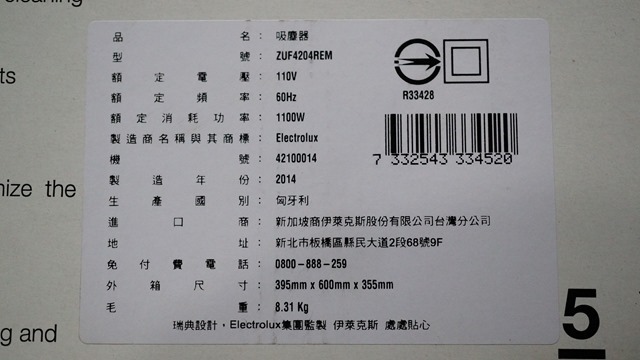 cleaning
ts
nize the
g and
品名：吸塵器
型號：ZUF4204REM
額定電壓：110V
額定頻率：60Hz
額定消耗功率：1100W
製造商名稱與其商標：Electrolux
機號：42100014
製造年份：2014
生產國別：匈牙利
進口商：新加坡商伊萊克斯股份有限公司台灣分公司
地址：新北市板橋區縣民大道2段68號9F
免付費電話：0800-888-259
外箱尺寸：395mm x 600mm x 355mm
毛重：8.31 Kg
瑞典設計，Electrolux集團監製 伊萊克斯 處處貼心
R33428
7 332543 334520
5